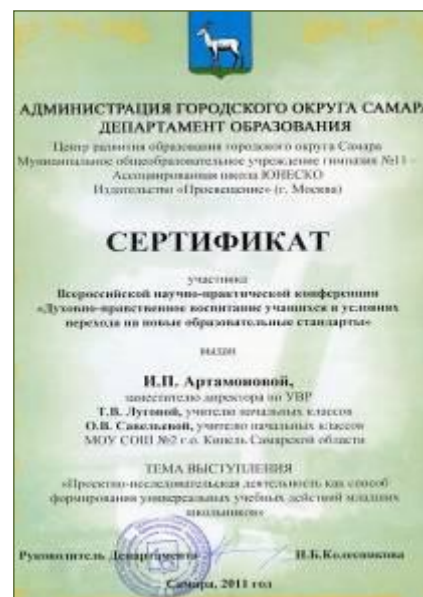 АДМИНИСТРАЦИЯ ГОРОДСКОГО ОКРУГА САМАРА
ДЕПАРТАМЕНТ ОБРАЗОВАНИЯ
Центр развития образования городского округа Самара
Муниципальное общеобразовательное учреждение гимназия №11 –
Ассоциированная школа ЮНЕСКО
Издательство «Просвещение» (г. Москва)
СЕРТИФИКАТ
участника
Всероссийской научно-практической конференции
«Духовно-нравственное воспитание учащихся в условиях
перехода на новые образовательные стандарты»
выдан
И.П. Артамоновой,
заместителю директора по УВР
Т.В. Луговой, учителю начальных классов
О.В. Савельевой, учителю начальных классов
МОУ СОШ №2 г.о. Кинель Самарской области
ТЕМА ВЫСТУПЛЕНИЯ
«Проектно-исследовательская деятельность как способ
формирования универсальных учебных действий младших
школьников»
Руководитель Департамента Н.Б.Колесникова
Самара, 2011 год